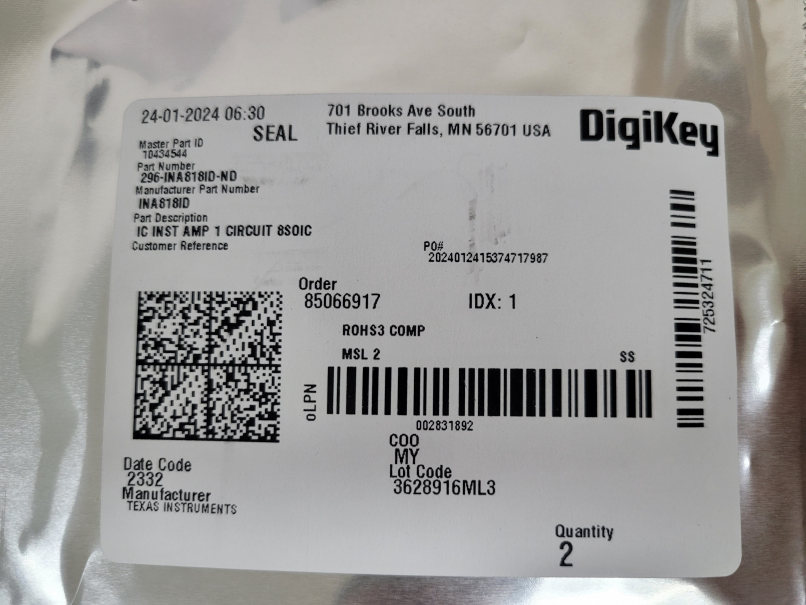 24-01-2024 06:30
SEAL
701 Brooks Ave South
Thief River Falls, MN 56701 USA
DigiKey
Master Part ID
10434544
Part Number
296-INA818ID-ND
Manufacturer Part Number
INA818ID
Part Description
IC INST AMP 1 CIRCUIT 8SOIC
Customer Reference
PO#
2024012415374717987
Order
85066917
IDX: 1
ROHS3 COMP
MSL 2
SS
oLPN
002831892
725324711
COO
MY
Lot Code
3628916ML3
Date Code
2332
Manufacturer
TEXAS INSTRUMENTS
Quantity
2